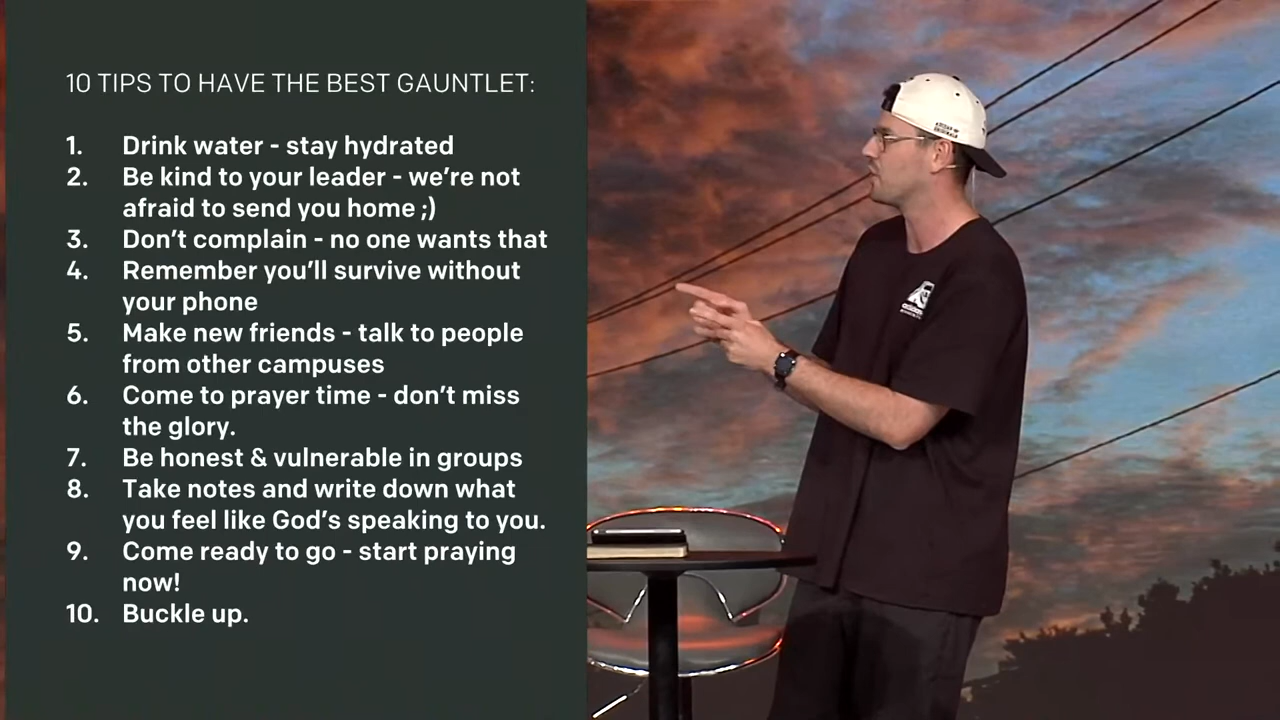 10 TIPS TO HAVE THE BEST GAUNTLET:
1. Drink water - stay hydrated
2. Be kind to your leader - we’re not
afraid to send you home ;)
3. Don’t complain - no one wants that
4. Remember you’ll survive without
your phone
5. Make new friends - talk to people
from other campuses
6. Come to prayer time - don’t miss
the glory.
7. Be honest & vulnerable in groups
8. Take notes and write down what
you feel like God’s speaking to you.
9. Come ready to go - start praying
now!
10. Buckle up.